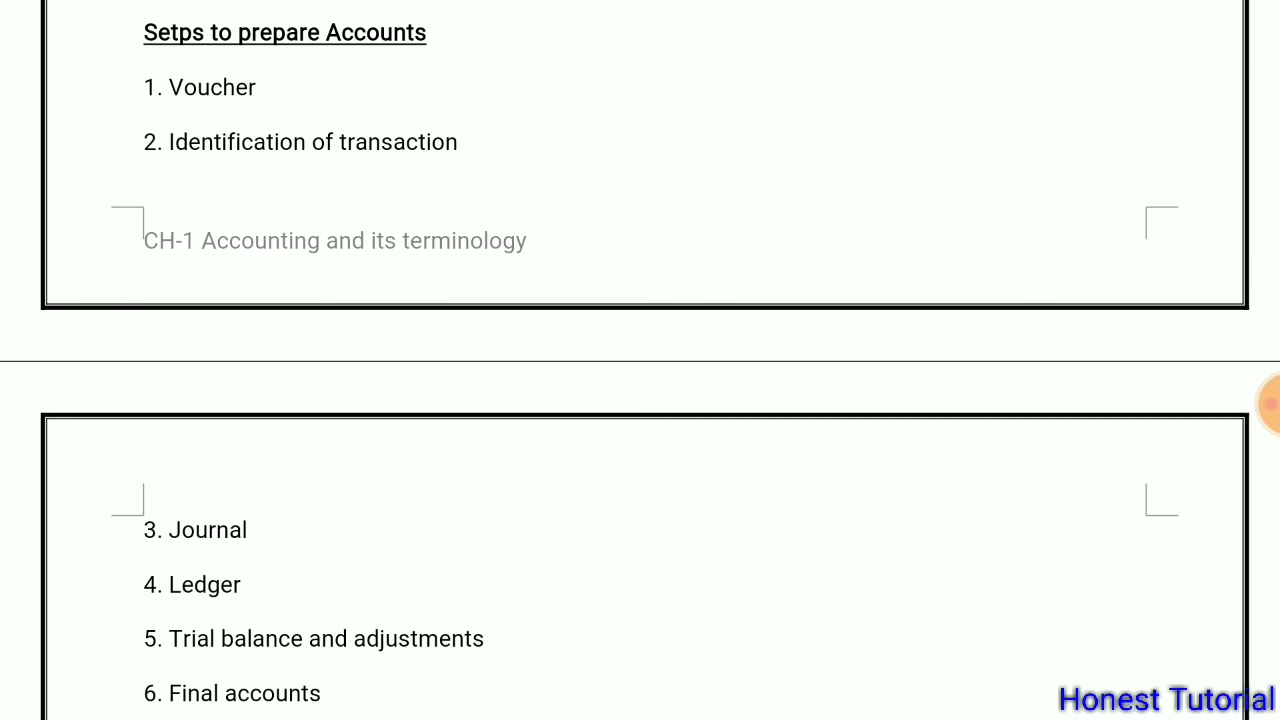 Setps to prepare Accounts
1. Voucher
2. Identification of transaction
CH-1 Accounting and its terminology
3. Journal
4. Ledger
5. Trial balance and adjustments
6. Final accounts
Honest Tutorial